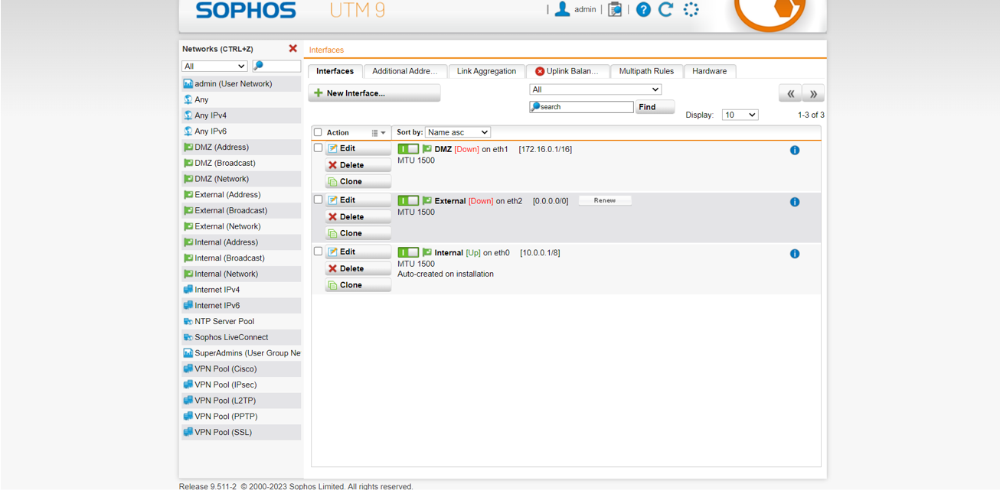 SOPHOS UTM 9
| admin | |
Networks (CTRL+Z)
All
admin (User Network)
Any
Any IPv4
Any IPv6
DMZ (Address)
DMZ (Broadcast)
DMZ (Network)
External (Address)
External (Broadcast)
External (Network)
Internal (Address)
Internal (Broadcast)
Internal (Network)
Internet IPv4
Internet IPv6
NTP Server Pool
Sophos LiveConnect
SuperAdmins (User Group Ne
VPN Pool (Cisco)
VPN Pool (IPsec)
VPN Pool (L2TP)
VPN Pool (PPTP)
VPN Pool (SSL)
Interfaces
Interfaces Additional Addre... Link Aggregation Uplink Balan... Multipath Rules Hardware
New Interface... All
search Find
Display: 10 1-3 of 3
Action Sort by: Name asc
Edit DMZ [Down] on eth1 [172.16.0.1/16]
MTU 1500
Delete
Clone
Edit External [Down] on eth2 [0.0.0.0/0] Renew
MTU 1500
Delete
Clone
Edit Internal [Up] on eth0 [10.0.0.1/8]
MTU 1500
Delete
Auto-created on installation
Clone
Release 9.511-2 © 2000-2023 Sophos Limited. All rights reserved.